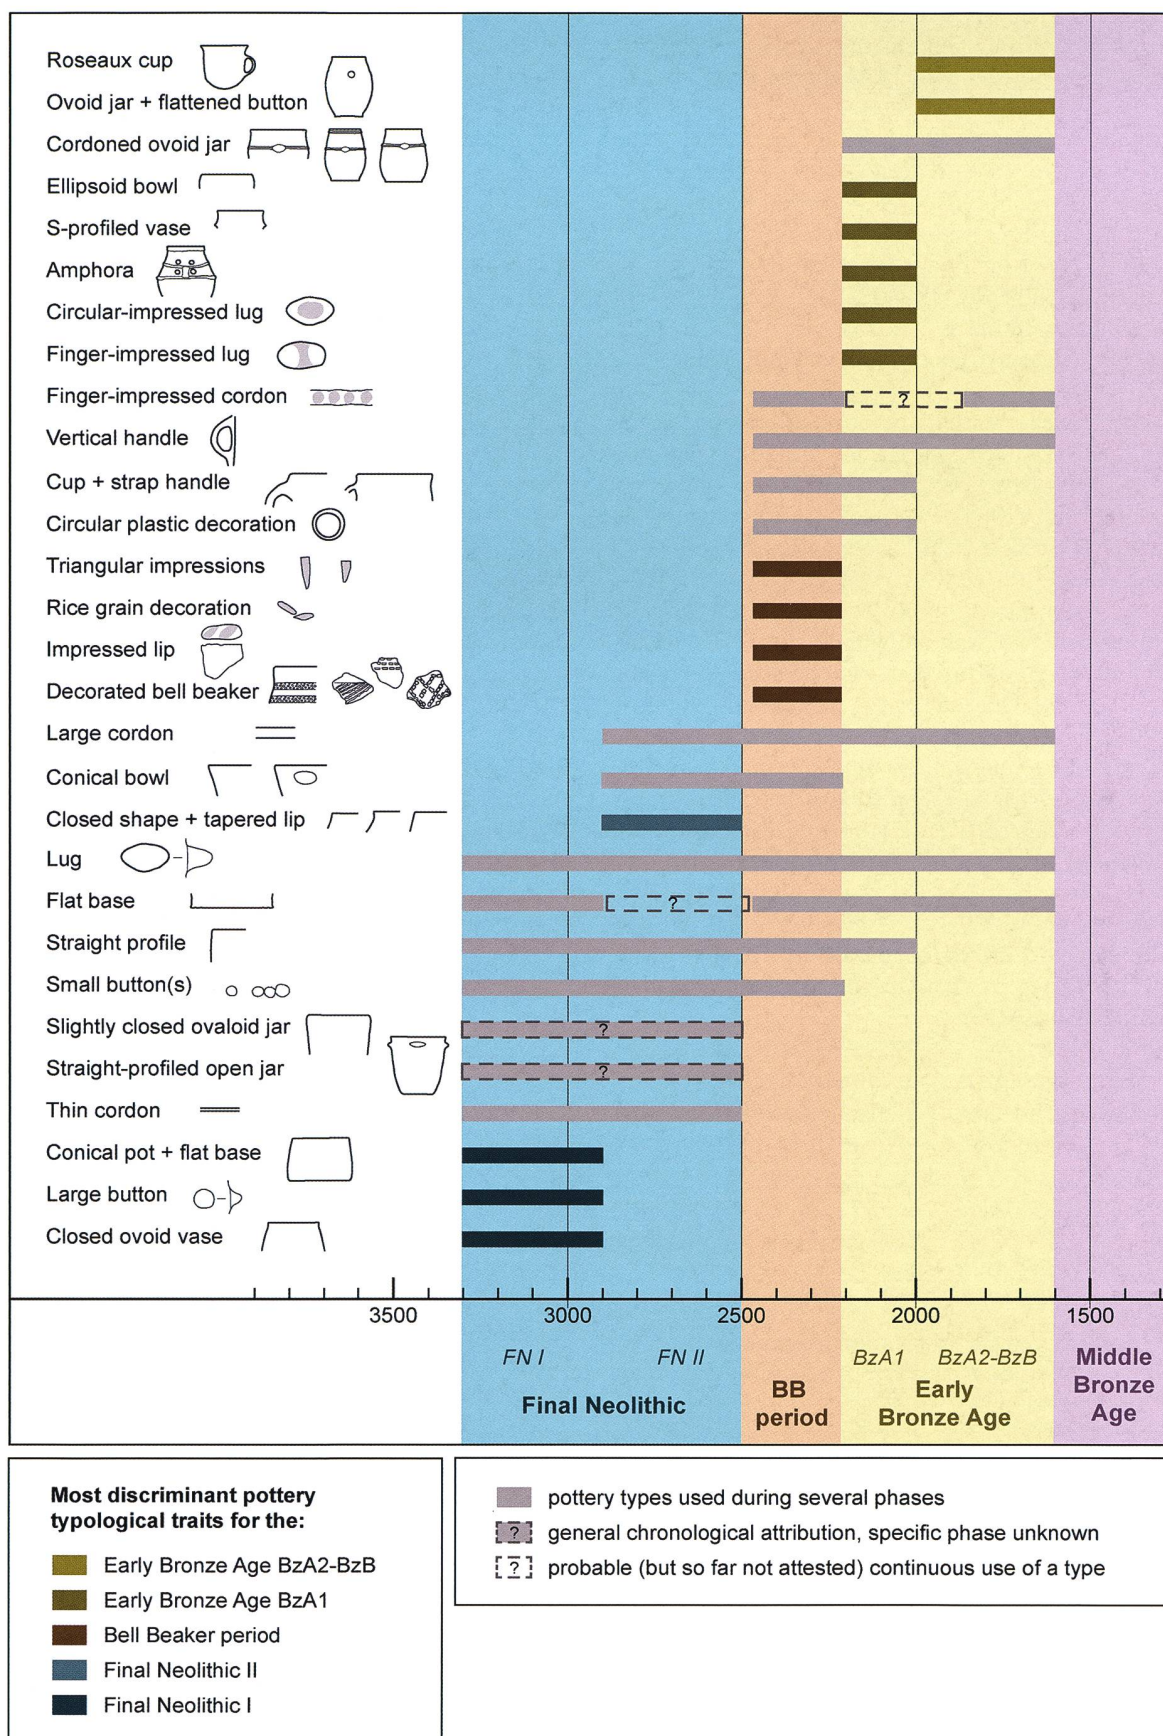 Roseaux cup
Ovoid jar + flattened button
Cordoned ovoid jar
Ellipsoid bowl
S-profiled vase
Amphora
Circular-impressed lug
Finger-impressed lug
Finger-impressed cordon
?
Vertical handle
Cup + strap handle
Circular plastic decoration
Triangular impressions
Rice grain decoration
Impressed lip
Decorated bell beaker
Large cordon
Conical bowl
Closed shape + tapered lip
Lug
Flat base
?
Straight profile
Small button(s)
Slightly closed ovaloid jar
?
Straight-profiled open jar
?
Thin cordon
Conical pot + flat base
Large button
Closed ovoid vase
3500 3000 2500 2000 1500
FN I FN II BzA1 BzA2-BzB
Final Neolithic
BB
period
Early
Bronze Age
Middle
Bronze
Age
Most discriminant pottery
typological traits for the:
Early Bronze Age BzA2-BzB
Early Bronze Age BzA1
Bell Beaker period
Final Neolithic II
Final Neolithic I
pottery types used during several phases
? general chronological attribution, specific phase unknown
? probable (but so far not attested) continuous use of a type